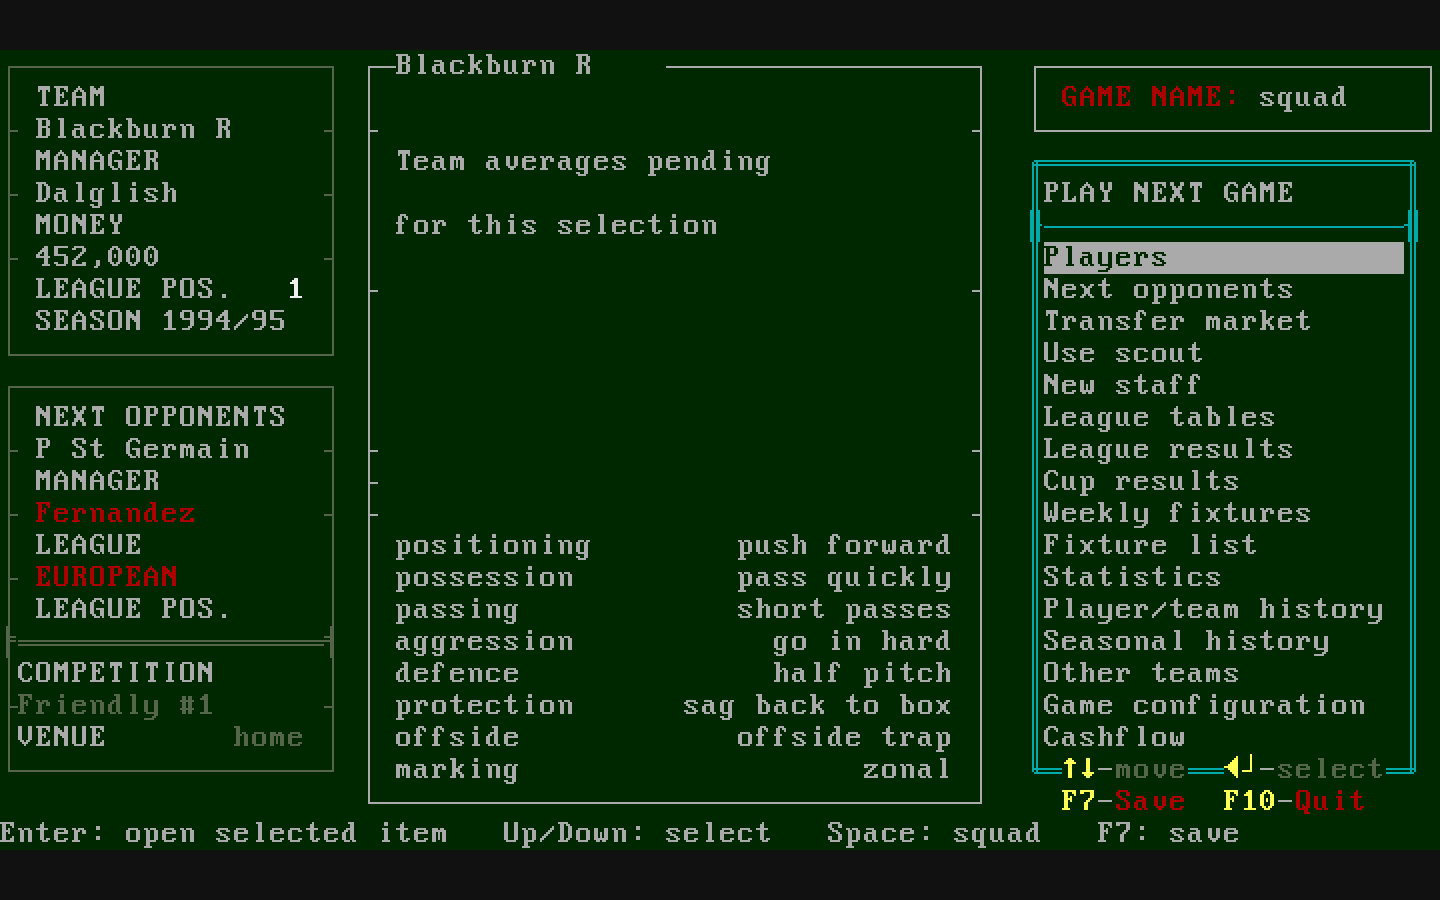 TEAM
Blackburn R
MANAGER
Dalglish
MONEY
452,000
LEAGUE POS. 1
SEASON 1994/95
NEXT OPPONENTS
P St Germain
MANAGER
Fernandez
LEAGUE
EUROPEAN
LEAGUE POS.
COMPETITION
Friendly #1
VENUE home
Blackburn R
Team averages pending
for this selection
positioning push forward
possession pass quickly
passing short passes
aggression go in hard
defence half pitch
protection sag back to box
offside offside trap
marking zonal
GAME NAME: squad
PLAY NEXT GAME
Players
Next opponents
Transfer market
Use scout
New staff
League tables
League results
Cup results
Weekly fixtures
Fixture list
Statistics
Player/team history
Seasonal history
Other teams
Game configuration
Cashflow
↑↓-move ◄┘-select
F7-Save F10-Quit
Enter: open selected item Up/Down: select Space: squad F7: save